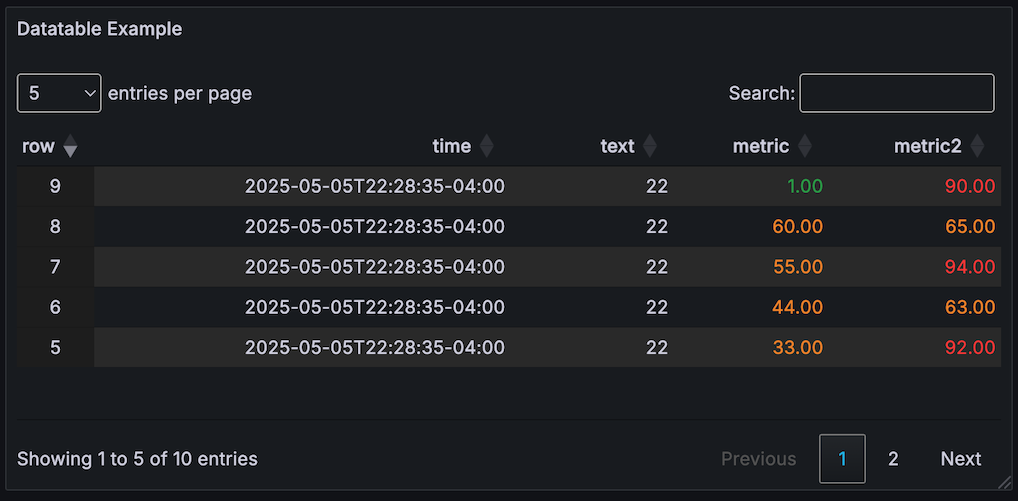 Datatable Example
5 entries per page Search:
row time text metric metric2
9 2025-05-05T22:28:35-04:00 22 1.00 90.00
8 2025-05-05T22:28:35-04:00 22 60.00 65.00
7 2025-05-05T22:28:35-04:00 22 55.00 94.00
6 2025-05-05T22:28:35-04:00 22 44.00 63.00
5 2025-05-05T22:28:35-04:00 22 33.00 92.00
Showing 1 to 5 of 10 entries Previous 1 2 Next